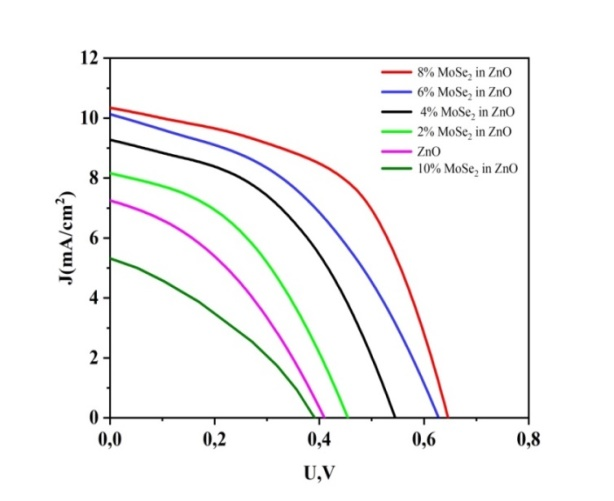 12
10
8
6
4
2
0
J(mA/cm²)
8% MoSe₂ in ZnO
6% MoSe₂ in ZnO
4% MoSe₂ in ZnO
2% MoSe₂ in ZnO
ZnO
10% MoSe₂ in ZnO
0,0 0,2 0,4 0,6 0,8
U,V